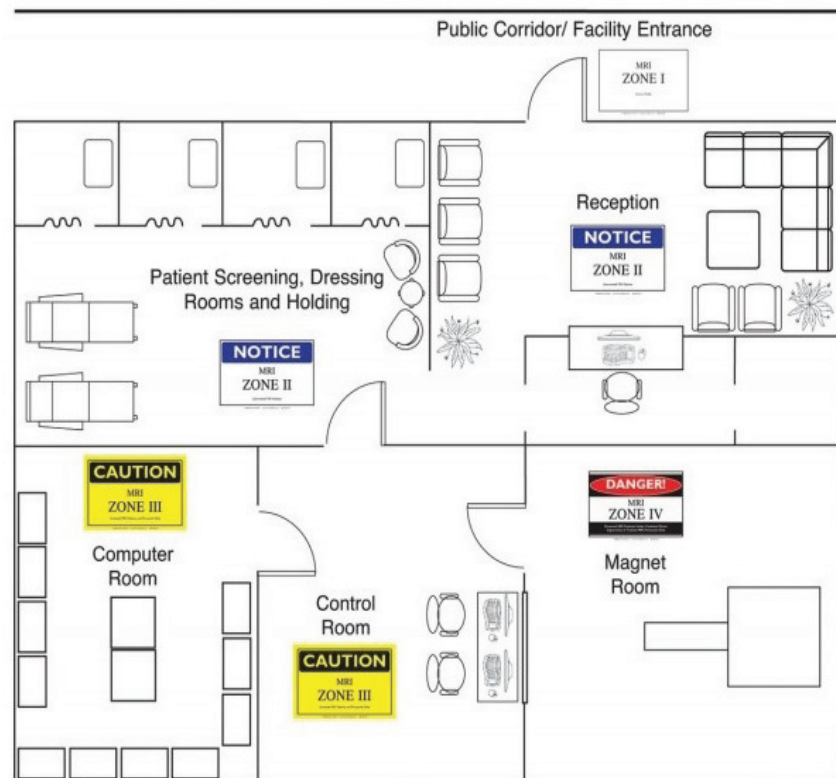 Public Corridor/ Facility Entrance
MRI
ZONE I
Reception
NOTICE
MRI
ZONE II
Patient Screening, Dressing
Rooms and Holding
NOTICE
MRI
ZONE II
CAUTION
MRI
ZONE III
Computer
Room
DANGER!
MRI
ZONE IV
Magnet
Room
Control
Room
CAUTION
MRI
ZONE III